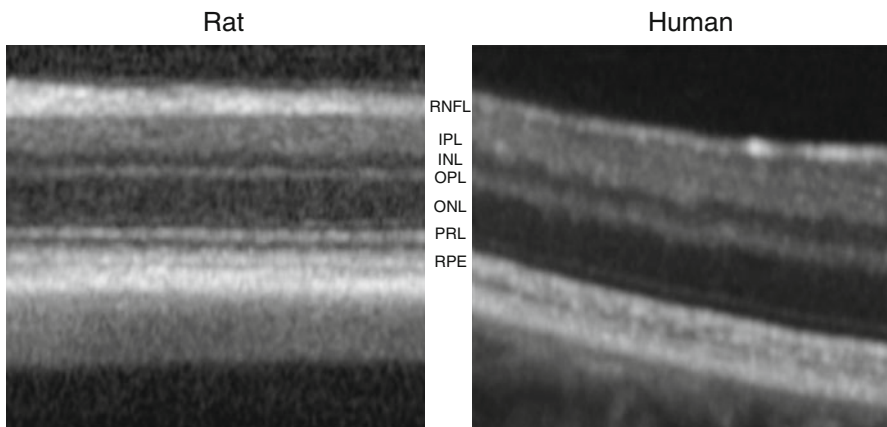 Rat
Human
RNFL
IPL
INL
OPL
ONL
PRL
RPE